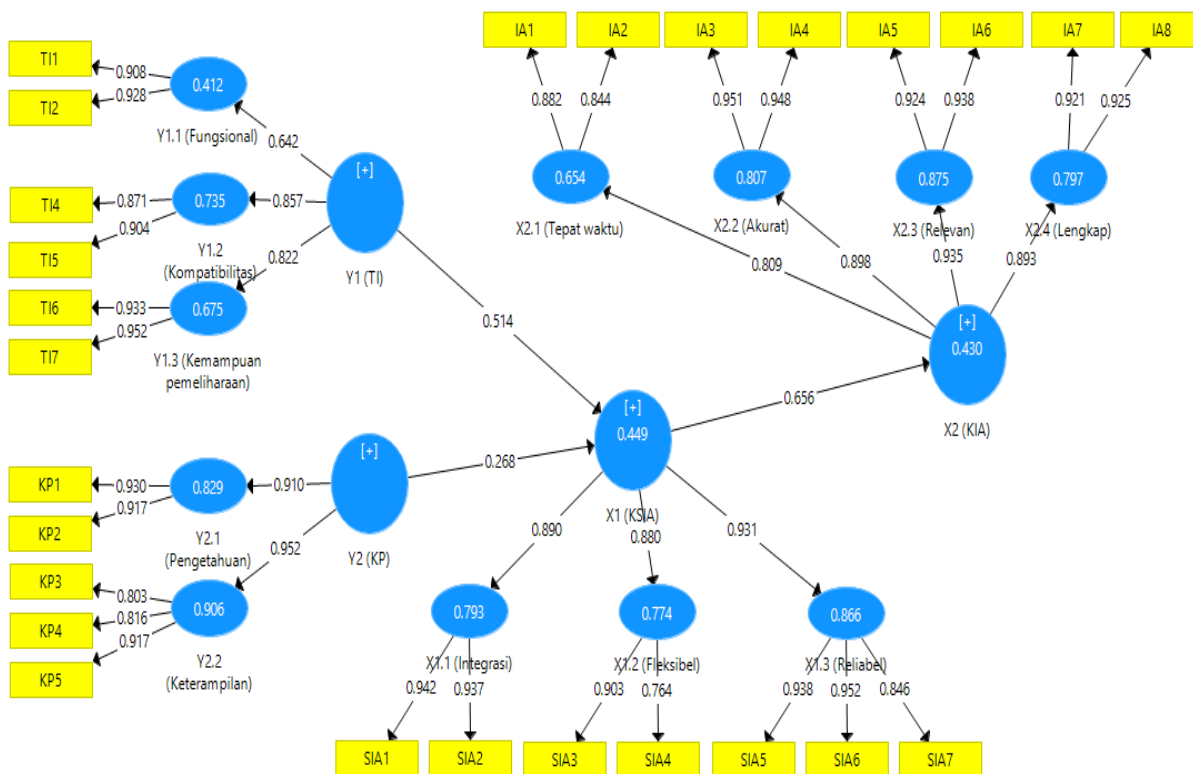 IA1
IA2
IA3
IA4
IA5
IA6
IA7
IA8
0.882
0.844
0.951
0.948
0.924
0.938
0.921
0.925
0.654
0.807
0.875
0.797
X2.1 (Tepat waktu)
X2.2 (Akurat)
X2.3 (Relevan)
X2.4 (Lengkap)
0.809
0.898
0.935
0.893
TI1
TI2
0.908
0.928
0.412
Y1.1 (Fungsional)
0.642
TI4
TI5
0.871
0.904
0.735
0.857
Y1.2
(Kompatibilitas)
[+]
Y1 (TI)
0.822
TI6
TI7
0.933
0.952
0.675
Y1.3 (Kemampuan
pemeliharaan)
0.514
[+]
0.430
X2 (KIA)
0.656
[+]
0.449
X1 (KSIA)
KP1
KP2
0.930
0.917
0.829
0.910
Y2.1
(Pengetahuan)
[+]
Y2 (KP)
0.268
0.952
KP3
KP4
KP5
0.803
0.816
0.917
0.906
Y2.2
(Keterampilan)
0.890
0.880
0.931
0.793
0.774
0.866
X1.1 (Integrasi)
X1.2 (Fleksibel)
X1.3 (Reliabel)
0.942
0.937
0.903
0.764
0.938
0.952
0.846
SIA1
SIA2
SIA3
SIA4
SIA5
SIA6
SIA7